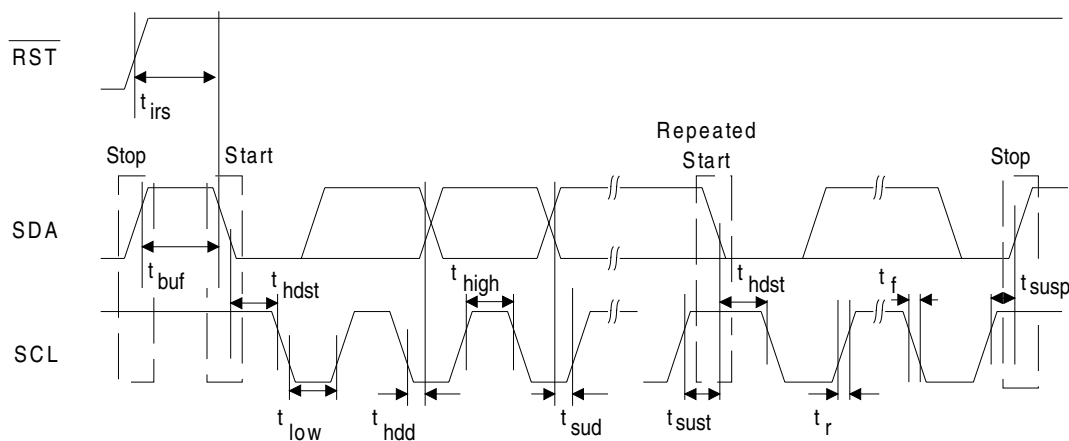 RST
t irs
Repeated
Stop
Start
Start
Stop
SDA
t buf
t hdst
t high
t hdst
t f
t susp
SCL
t low
t hdd
t sud
t sust
t r